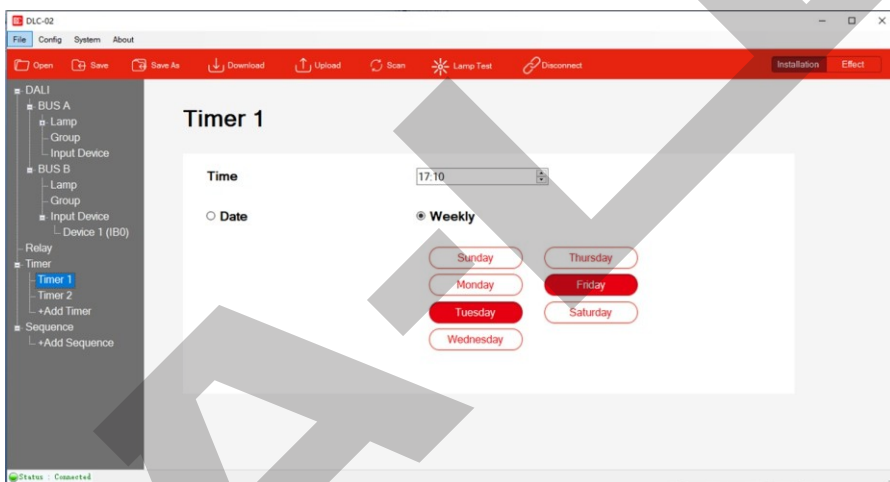 DLC-02
File Config System About
Open Save Save As Download Upload Scan Lamp Test Disconnect Installation Effect
DALI
BUS A
Lamp
Group
Input Device
BUS B
Lamp
Group
Input Device
Device 1 (IB0)
Relay
Timer
Timer 1
Timer 2
+Add Timer
Sequence
+Add Sequence
Timer 1
Time 17:10
Date Weekly
Sunday Thursday
Monday Friday
Tuesday Saturday
Wednesday
Status : Connected